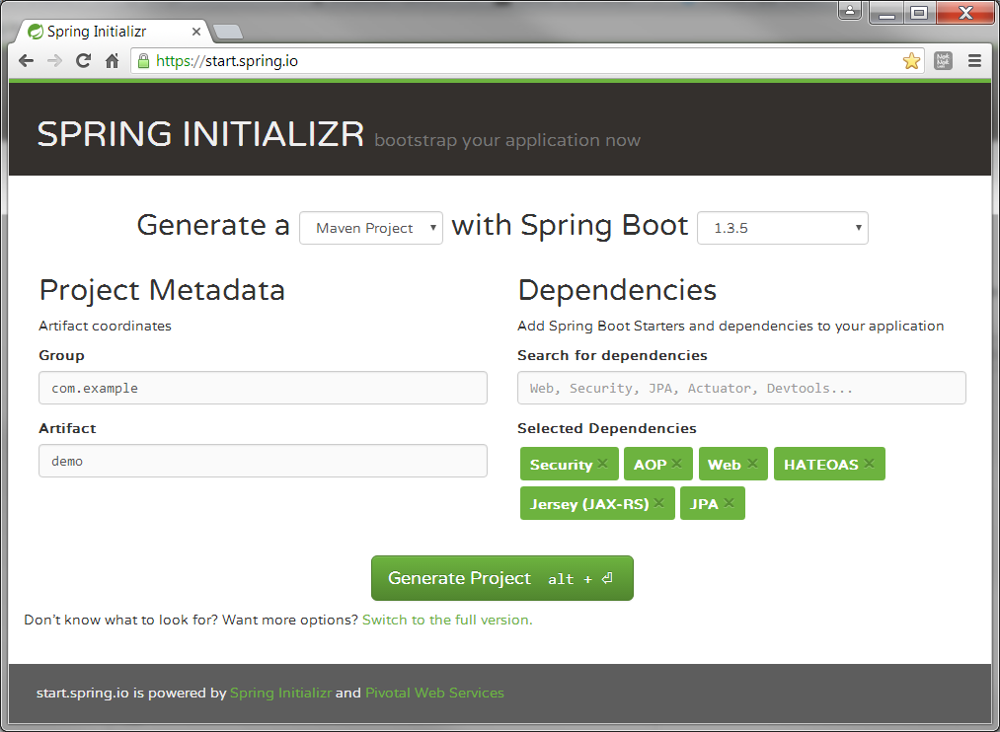 Spring Initializr
https://start.spring.io
SPRING INITIALIZR bootstrap your application now
Generate a Maven Project with Spring Boot 1.3.5
Project Metadata
Artifact coordinates
Group
com.example
Artifact
demo
Dependencies
Add Spring Boot Starters and dependencies to your application
Search for dependencies
Web, Security, JPA, Actuator, Devtools...
Selected Dependencies
Security AOP Web HATEOAS
Jersey (JAX-RS) JPA
Generate Project alt + ⏎
Don't know what to look for? Want more options? Switch to the full version.
start.spring.io is powered by Spring Initializr and Pivotal Web Services